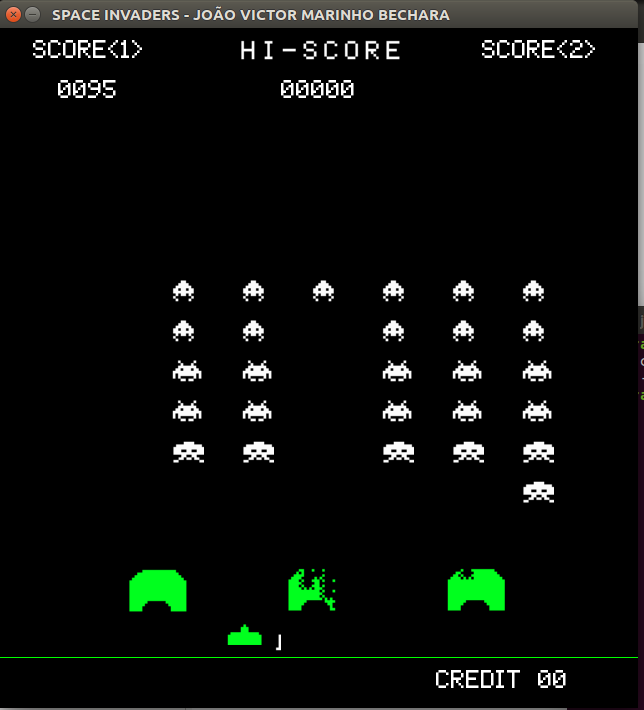 SPACE INVADERS - JOÃO VICTOR MARINHO BECHARA
SCORE<1> HI-SCORE SCORE<2>
0095 00000
CREDIT 00